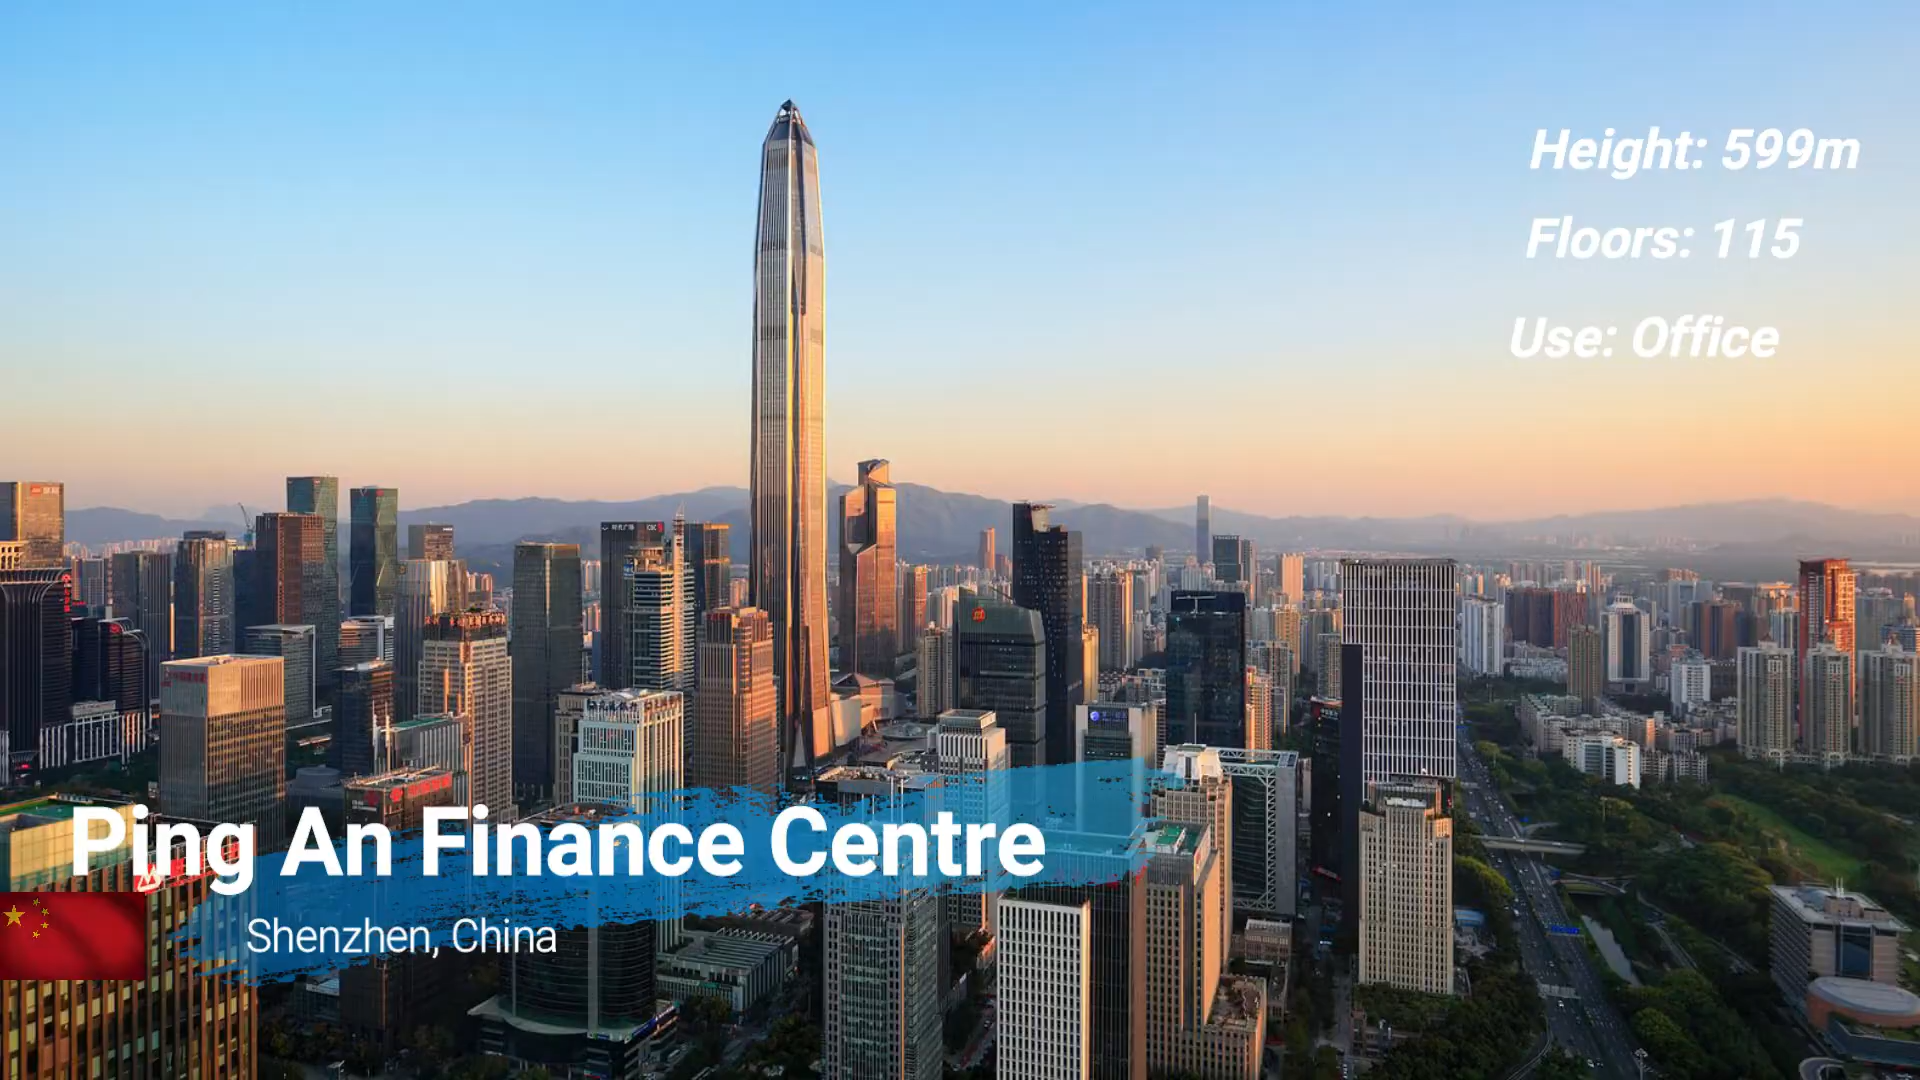 Height: 599m
Floors: 115
Use: Office
Ping An Finance Centre
Shenzhen, China